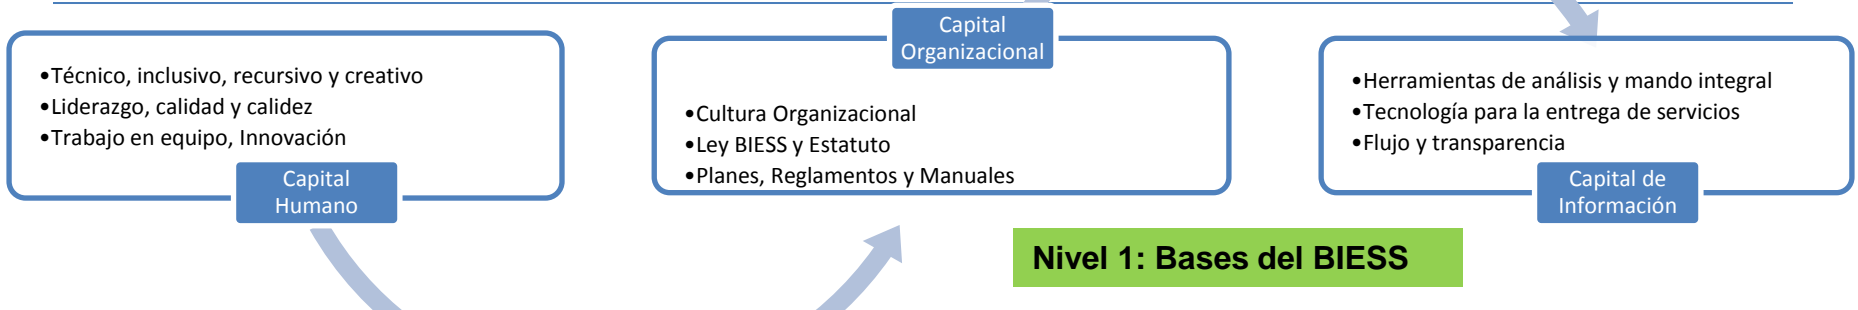 •Técnico, inclusivo, recursivo y creativo
•Liderazgo, calidad y calidez
•Trabajo en equipo, Innovación
Capital
Humano
Capital
Organizacional
•Cultura Organizacional
•Ley BIESS y Estatuto
•Planes, Reglamentos y Manuales
•Herramientas de análisis y mando integral
•Tecnología para la entrega de servicios
•Flujo y transparencia
Capital de
Información
Nivel 1: Bases del BIESS